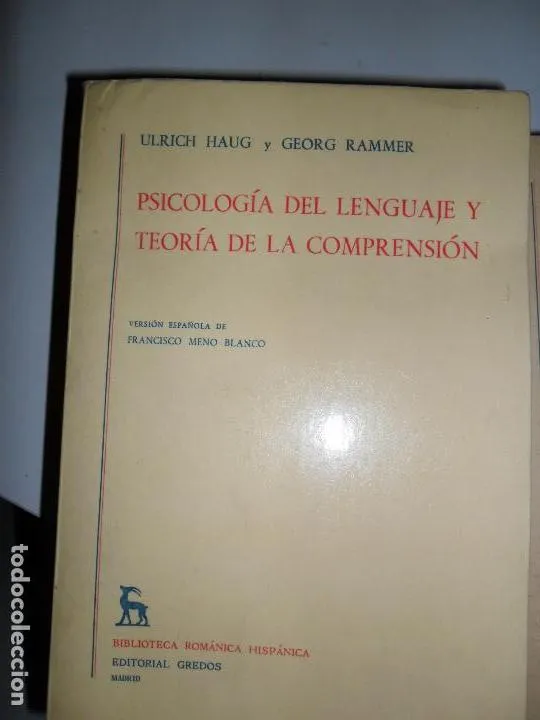 ULRICH HAUG y GEORG RAMMER
PSICOLOGÍA DEL LENGUAJE Y
TEORÍA DE LA COMPRENSIÓN
VERSIÓN ESPAÑOLA DE
FRANCISCO MENO BLANCO
BIBLIOTECA ROMÁNICA HISPÁNICA
EDITORIAL GREDOS
MADRID
todocoleccion